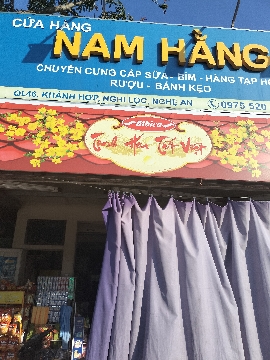 CỬA HÀNG
NAM HẰNG
CHUYÊN CUNG CẤP SỮA - BỈM - HÀNG TẠP H
RƯỢU - BÁNH KẸO
QL46, KHÁNH HỢP, NGHI LỘC, NGHỆ AN
0975 520
Bibica
Tinh Hoa Tết Việt